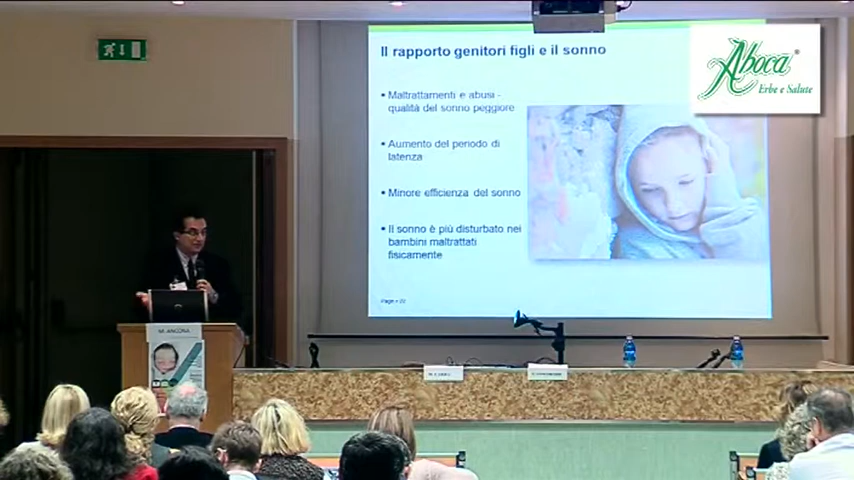 Il rapporto genitori figli e il sonno
Aboca®
Erbe e Salute
• Maltrattamenti e abusi -
qualità del sonno peggiore
• Aumento del periodo di
latenza
• Minore efficienza del sonno
• Il sonno è più disturbato nei
bambini maltrattati
fisicamente
M. ANCONA